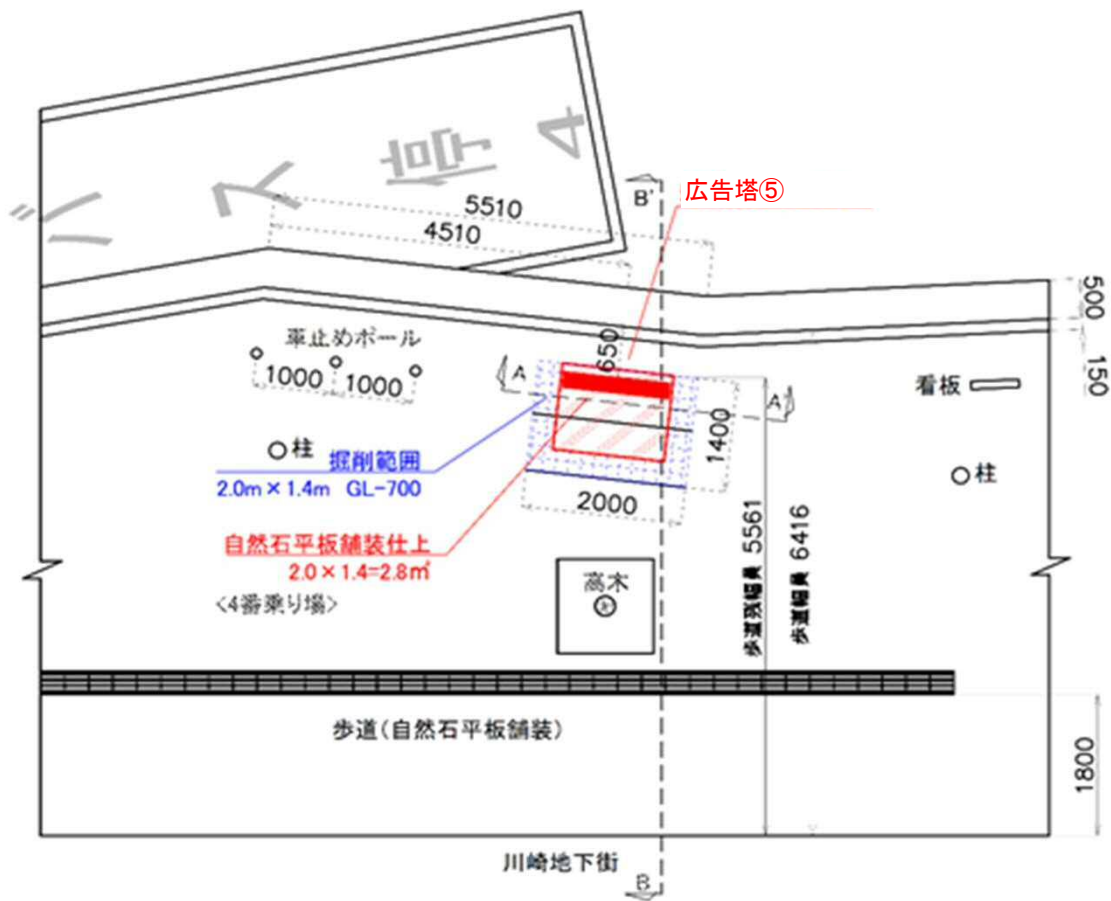 バス停4
B'
広告塔⑤
5510
4510
500
150
車止めポール
1000
1000
650
A
A'
看板
柱
掘削範囲
2.0m×1.4m GL-700
1400
2000
柱
自然石平板舗装仕上
2.0×1.4=2.8㎡
<4番乗り場>
高木
歩道残幅員 5561
歩道幅員 6416
歩道(自然石平板舗装)
1800
川崎地下街
B